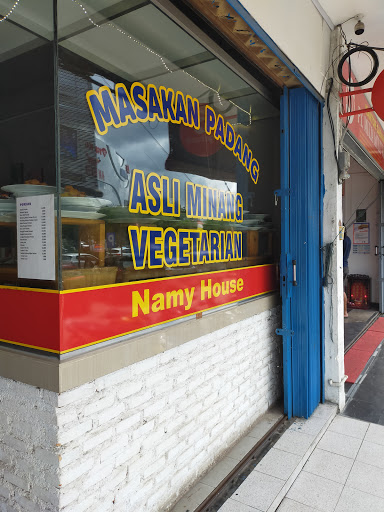 MASAKAN PADANG
ASLI MINANG
VEGETARIAN
Namy House